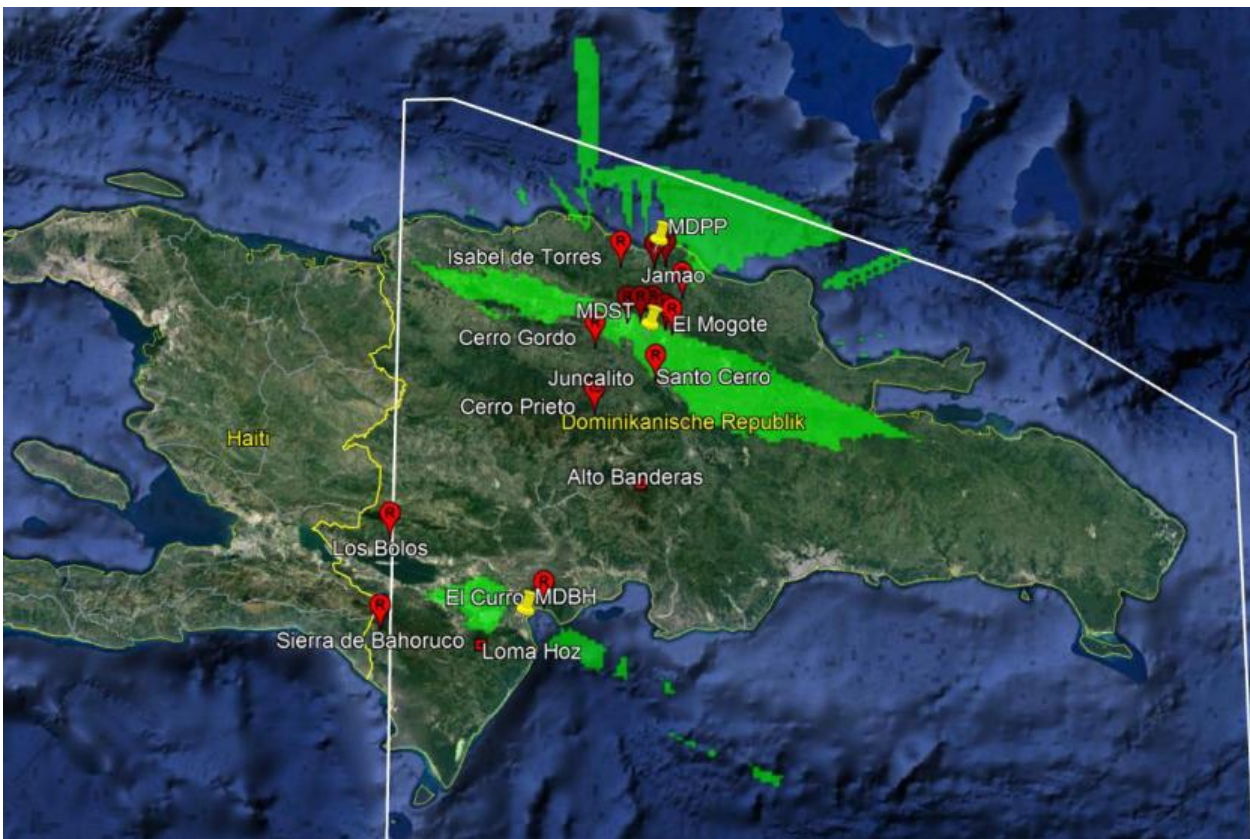 MDPP
Isabel de Torres
Jamao
MDST
El Mogote
Cerro Gordo
Juncalito
Santo Cerro
Cerro Prieto
Dominikanische Republik
Haiti
Alto Banderas
Los Bolos
El Curro
MDBH
Sierra de Bahoruco
Loma Hoz
R
R
R
R
R
R
R
R